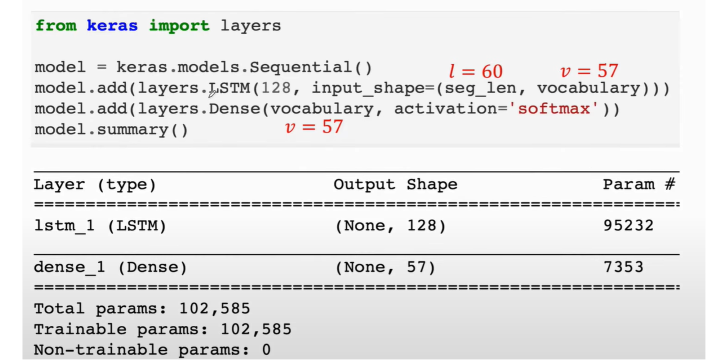 from keras import layers
model = keras.models.Sequential()
l = 60 v = 57
model.add(layers.LSTM(128, input_shape=(seg_len, vocabulary)))
model.add(layers.Dense(vocabulary, activation='softmax'))
model.summary()
v = 57
Layer (type) Output Shape Param #
lstm_1 (LSTM) (None, 128) 95232
dense_1 (Dense) (None, 57) 7353
Total params: 102,585
Trainable params: 102,585
Non-trainable params: 0